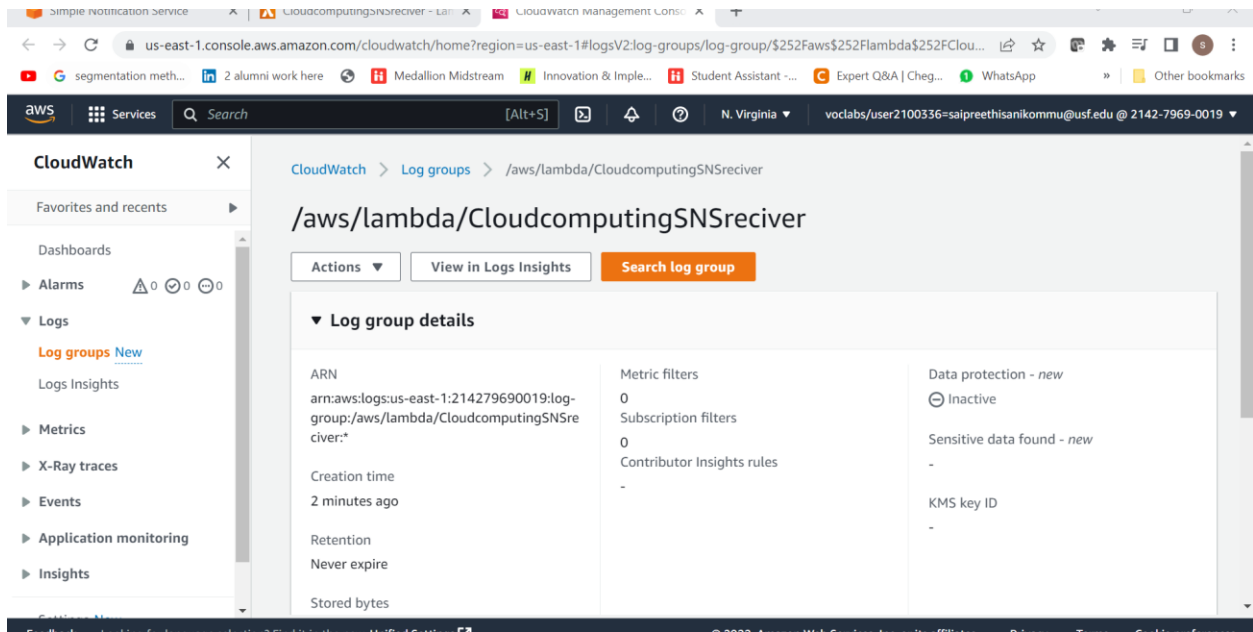 Simple Notification Service
CloudcomputingSNSreciver - Lam
CloudWatch Management Conso
us-east-1.console.aws.amazon.com/cloudwatch/home?region=us-east-1#logsV2:log-groups/log-group/$252Faws$252Flambda$252FClou...
segmentation meth...
2 alumni work here
Medallion Midstream
Innovation & Imple...
Student Assistant -...
Expert Q&A | Cheg...
WhatsApp
»
Other bookmarks
aws
Services
Search
[Alt+S]
N. Virginia
voclabs/user2100336=saipreethisanikommu@usf.edu @ 2142-7969-0019
CloudWatch
Favorites and recents
Dashboards
Alarms 0 0 0
Logs
Log groups New
Logs Insights
Metrics
X-Ray traces
Events
Application monitoring
Insights
CloudWatch > Log groups > /aws/lambda/CloudcomputingSNSreciver
/aws/lambda/CloudcomputingSNSreciver
Actions
View in Logs Insights
Search log group
Log group details
ARN
arn:aws:logs:us-east-1:214279690019:log-
group:/aws/lambda/CloudcomputingSNSre
civer:*
Creation time
2 minutes ago
Retention
Never expire
Stored bytes
Metric filters
0
Subscription filters
0
Contributor Insights rules
-
Data protection - new
Inactive
Sensitive data found - new
-
KMS key ID
-